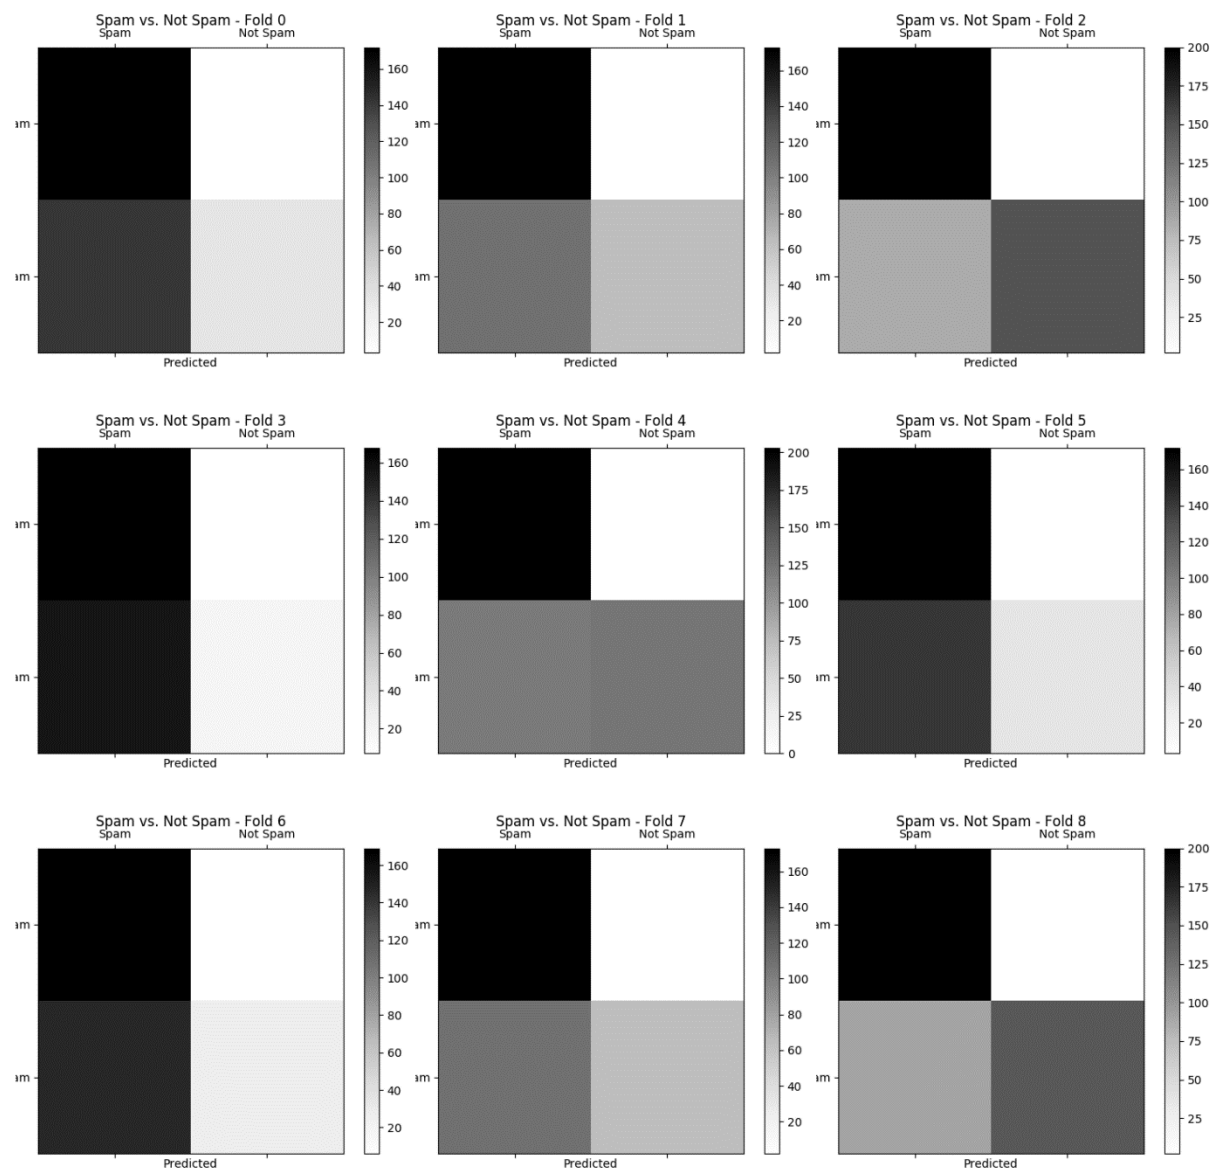 Spam vs. Not Spam - Fold 0
Spam Not Spam
160
140
120
100
80
60
40
20
am
am
Predicted
Spam vs. Not Spam - Fold 1
Spam Not Spam
160
140
120
100
80
60
40
20
am
am
Predicted
Spam vs. Not Spam - Fold 2
Spam Not Spam
200
175
150
125
100
75
50
25
am
am
Predicted
Spam vs. Not Spam - Fold 3
Spam Not Spam
160
140
120
100
80
60
40
20
am
am
Predicted
Spam vs. Not Spam - Fold 4
Spam Not Spam
200
175
150
125
100
75
50
25
0
am
am
Predicted
Spam vs. Not Spam - Fold 5
Spam Not Spam
160
140
120
100
80
60
40
20
am
am
Predicted
Spam vs. Not Spam - Fold 6
Spam Not Spam
160
140
120
100
80
60
40
20
am
am
Predicted
Spam vs. Not Spam - Fold 7
Spam Not Spam
160
140
120
100
80
60
40
20
am
am
Predicted
Spam vs. Not Spam - Fold 8
Spam Not Spam
200
175
150
125
100
75
50
25
am
am
Predicted